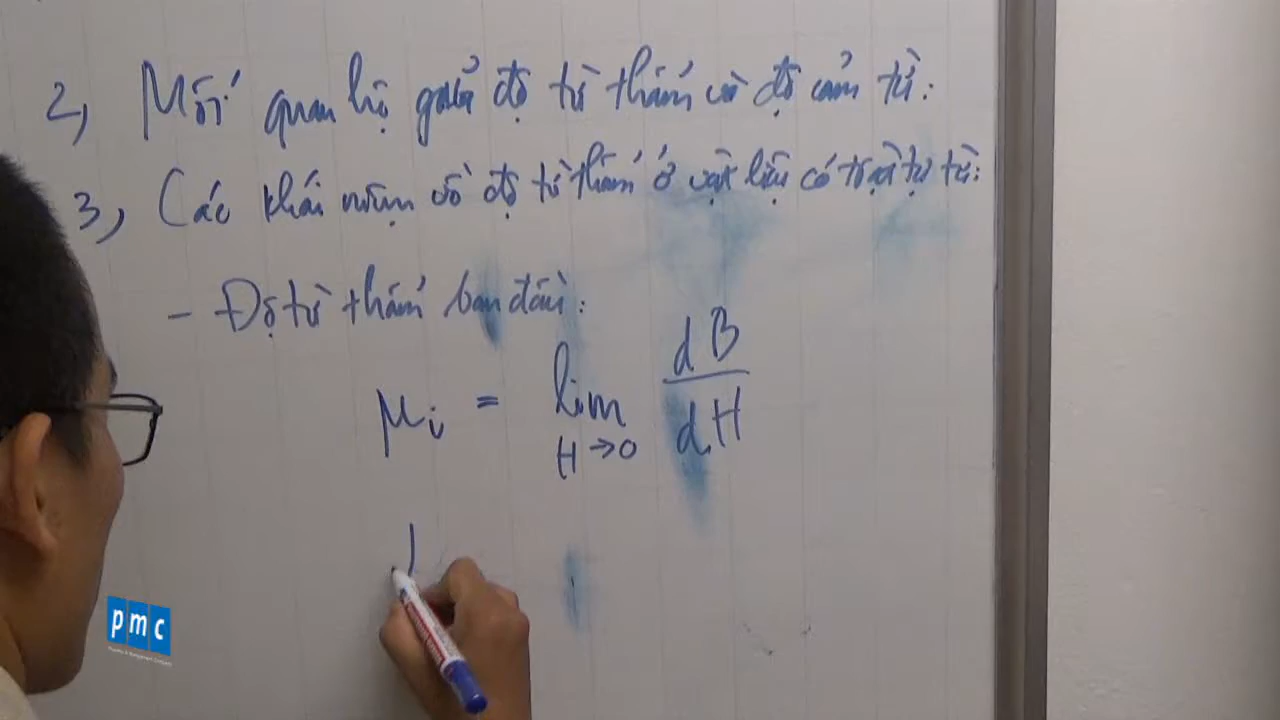 2, Mối quan hệ giữa độ từ thẩm và độ cảm từ:
3, Các khái niệm về độ từ thẩm ở vật liệu có trật tự từ:
- Độ từ thẩm ban đầu:
μi = lim H→0 dB/dH
pmc